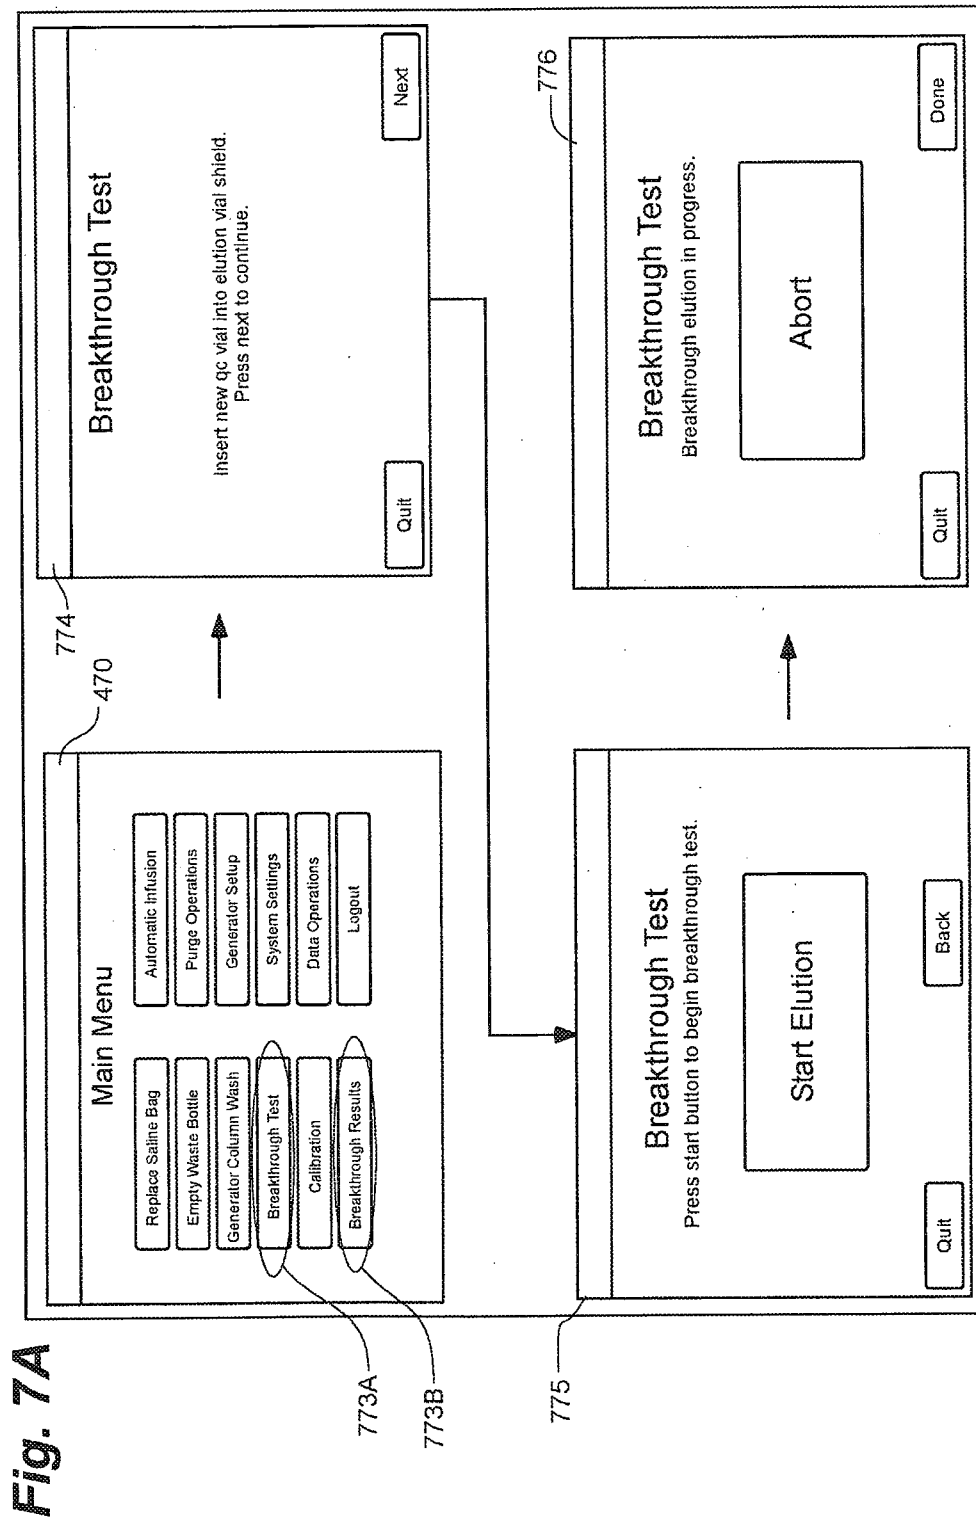 Fig. 7A
470
Main Menu
Replace Saline Bag
Automatic Infusion
Empty Waste Bottle
Purge Operations
Generator Column Wash
Generator Setup
Breakthrough Test
System Settings
Calibration
Data Operations
Breakthrough Results
Logout
773A
773B
774
Breakthrough Test
Insert new qc vial into elution vial shield.
Press next to continue.
Quit
Next
775
Breakthrough Test
Press start button to begin breakthrough test.
Start Elution
Quit
Back
776
Breakthrough Test
Breakthrough elution in progress.
Abort
Quit
Done